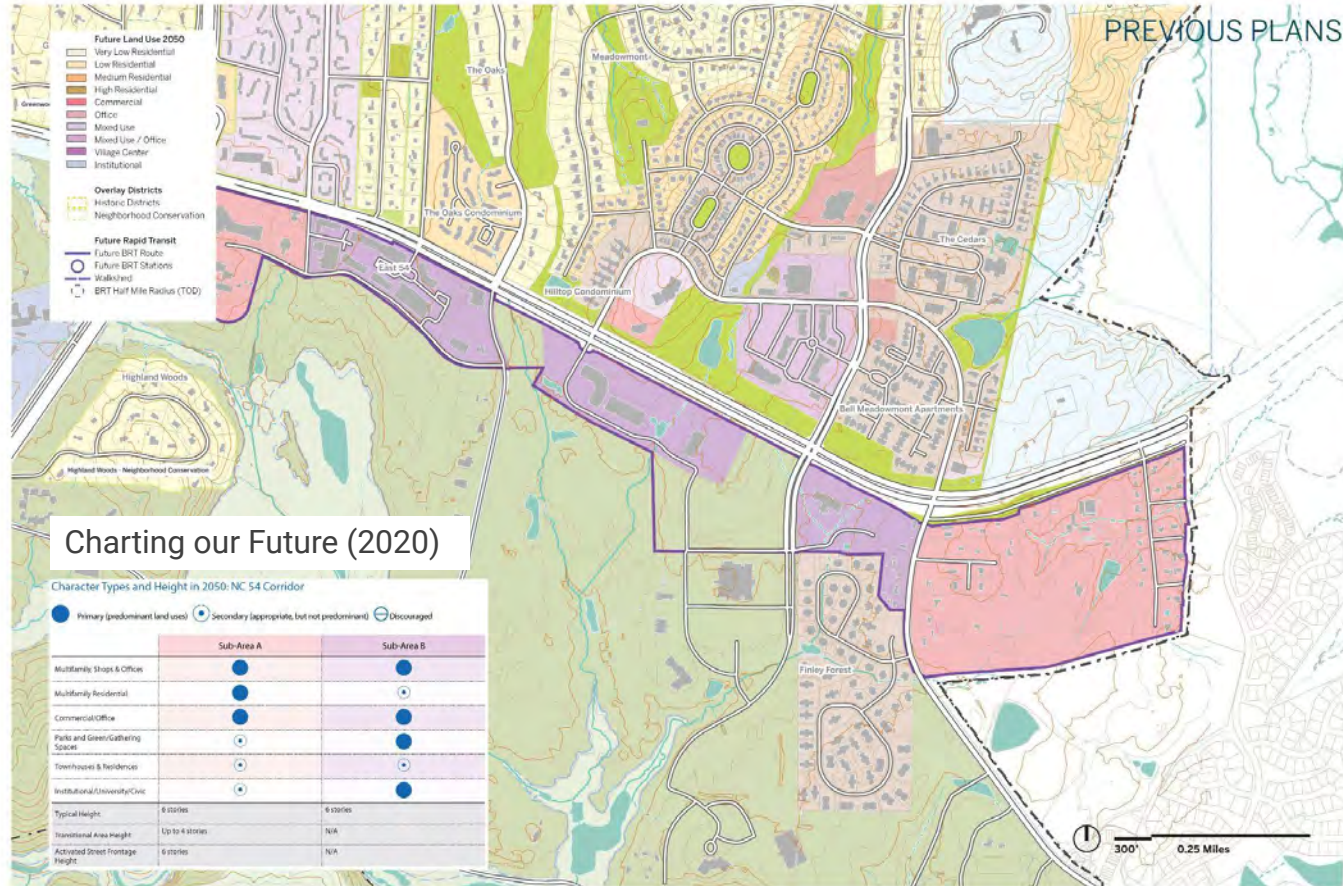 PREVIOUS PLANS
Future Land Use 2050
Very Low Residential
Low Residential
Medium Residential
High Residential
Commercial
Office
Mixed Use
Mixed Use / Office
Village Center
Institutional
Overlay Districts
Historic Districts
Neighborhood Conservation
Future Rapid Transit
Future BRT Route
Future BRT Stations
Walkshed
BRT Half Mile Radius (TOD)
The Oaks
Meadowmont
The Oaks Condominium
The Cedars
East 54
Hilltop Condominium
Highland Woods
Bell Meadowmont Apartments
Highland Woods - Neighborhood Conservation
Finley Forest
Charting our Future (2020)
Character Types and Height in 2050: NC 54 Corridor
Primary (predominant land uses) Secondary (appropriate, but not predominant) Discouraged
Sub-Area A Sub-Area B
Multifamily, Shops & Offices
Multifamily Residential
Commercial/Office
Parks and Green/Gathering
Spaces
Townhouses & Residences
Institutional/University/Civic
Typical Height 6 stories 6 stories
Transitional Area Height Up to 4 stories N/A
Activated Street Frontage
Height 6 stories N/A
300' 0.25 Miles